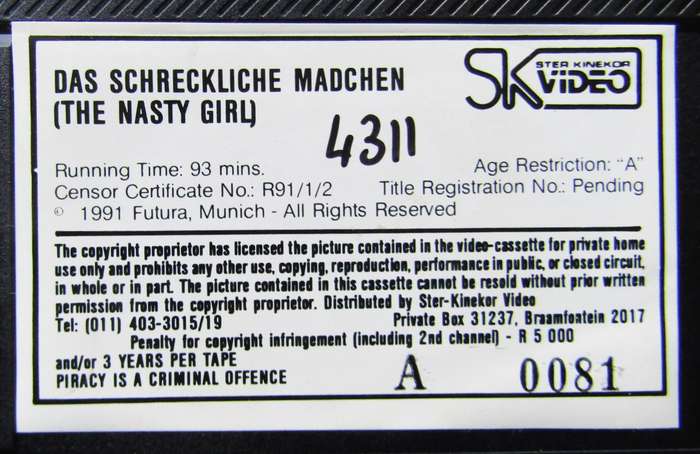 DAS SCHRECKLICHE MADCHEN
(THE NASTY GIRL)
SK STER KINEKOR
VIDEO
4311
Running Time: 93 mins.
Age Restriction: "A"
Censor Certificate No.: R91/1/2
Title Registration No.: Pending
© 1991 Futura, Munich - All Rights Reserved
The copyright proprietor has licensed the picture contained in the video-cassette for private home
use only and prohibits any other use, copying, reproduction, performance in public, or closed circuit,
in whole or in part. The picture contained in this cassette cannot be resold without prior written
permission from the copyright proprietor. Distributed by Ster-Kinekor Video
Tel: (011) 403-3015/19 Private Box 31237, Braamfontein 2017
Penalty for copyright infringement (including 2nd channel) - R 5 000
and/or 3 YEARS PER TAPE
PIRACY IS A CRIMINAL OFFENCE
A 0081